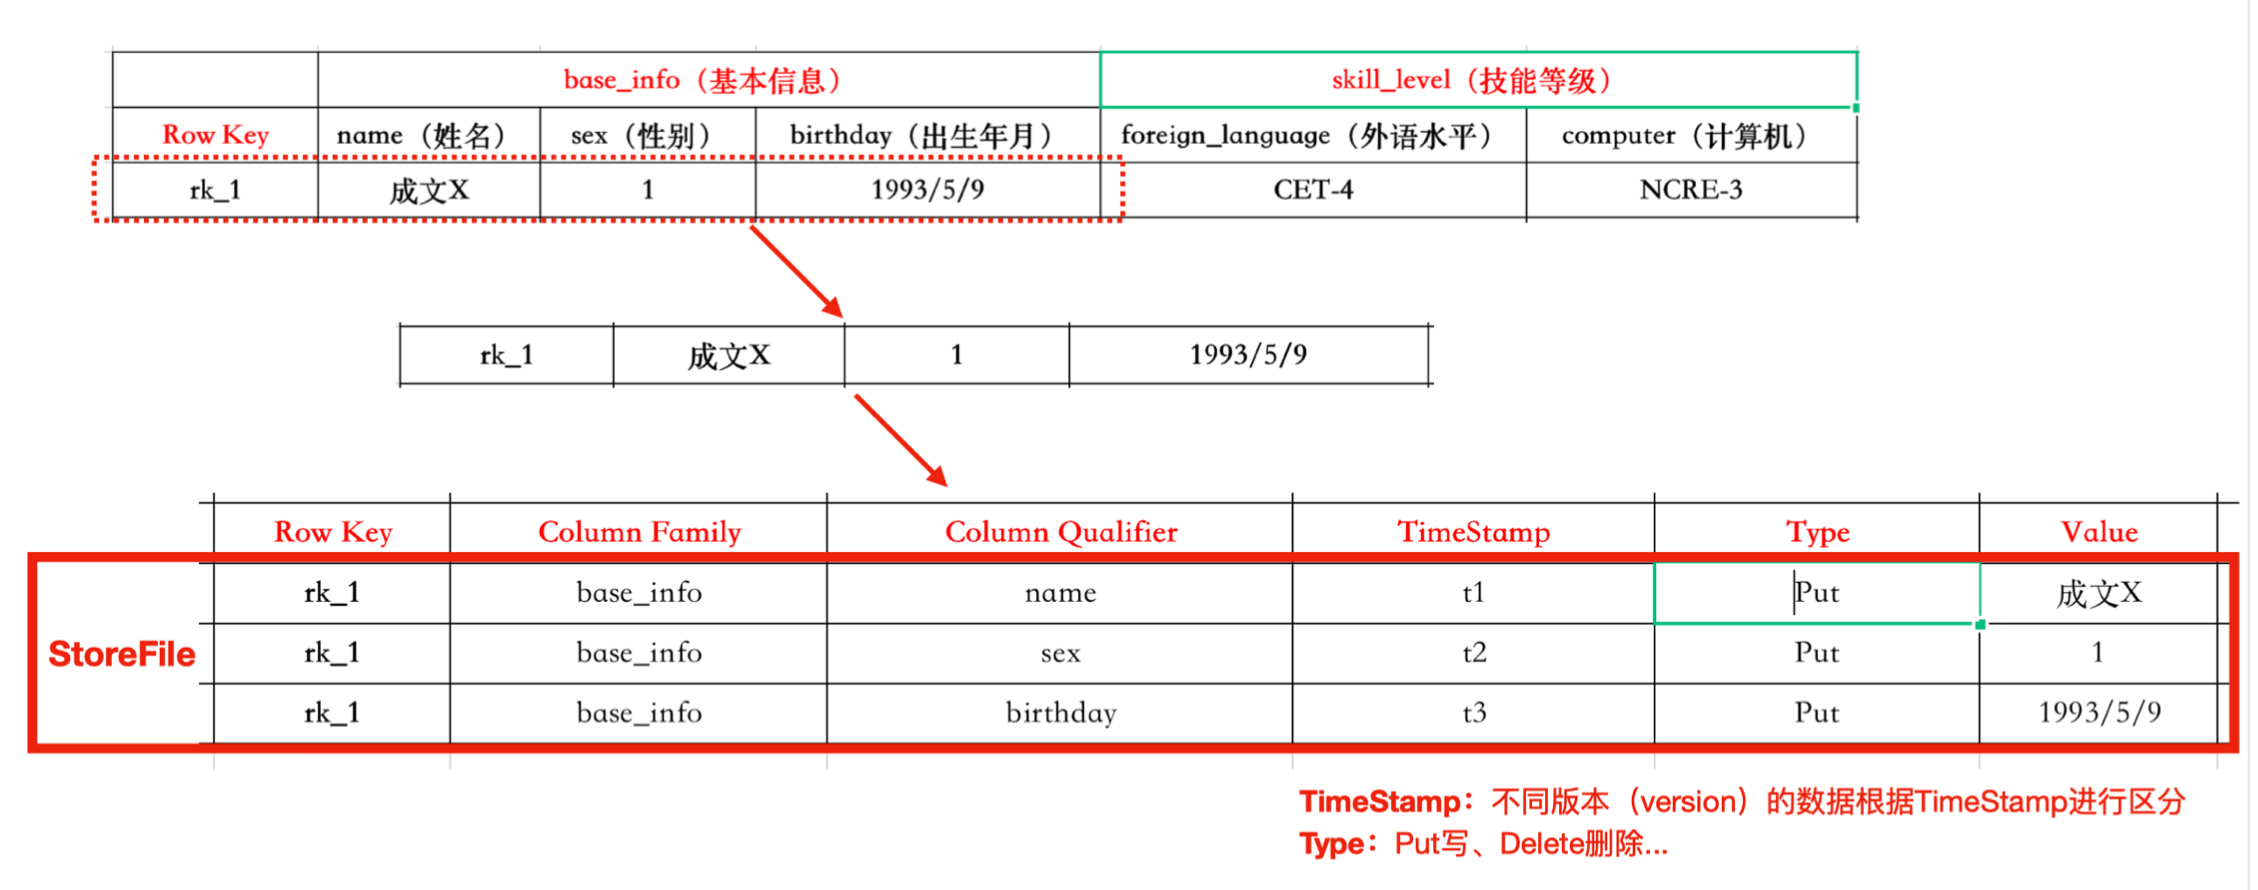 base_info（基本信息） skill_level（技能等级）
Row Key name（姓名） sex（性别） birthday（出生年月） foreign_language（外语水平） computer（计算机）
rk_1 成文X 1 1993/5/9 CET-4 NCRE-3
rk_1 成文X 1 1993/5/9
Row Key Column Family Column Qualifier TimeStamp Type Value
rk_1 base_info name t1 Put 成文X
StoreFile rk_1 base_info sex t2 Put 1
rk_1 base_info birthday t3 Put 1993/5/9
TimeStamp：不同版本（version）的数据根据TimeStamp进行区分
Type：Put写、Delete删除...